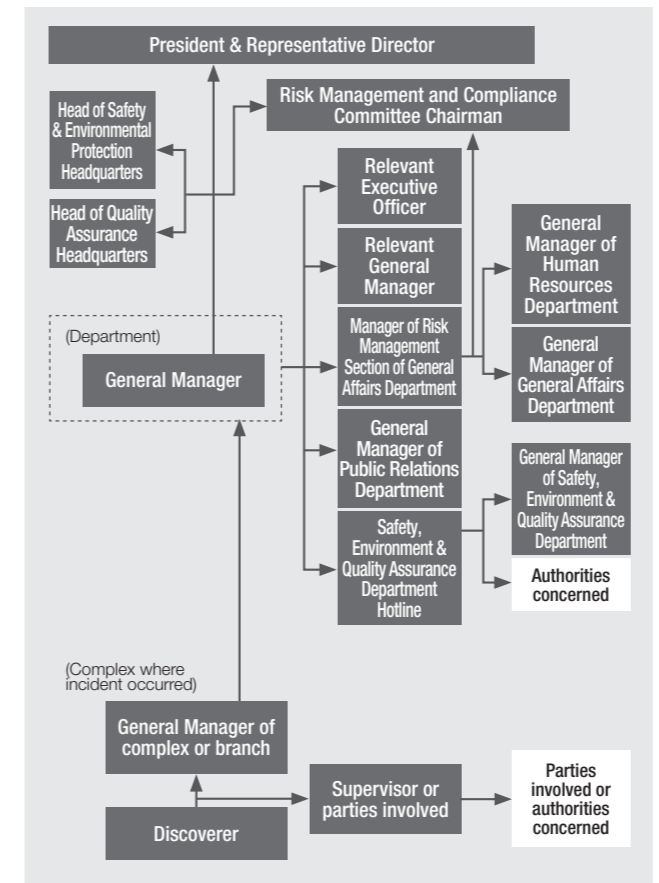 President & Representative Director
Risk Management and Compliance
Committee Chairman
Head of Safety
& Environmental
Protection
Headquarters
Head of Quality
Assurance
Headquarters
Relevant
Executive
Officer
Relevant
General
Manager
General
Manager of
Human
Resources
Department
(Department)
General Manager
Manager of Risk
Management
Section of General
Affairs Department
General
Manager of
General Affairs
Department
General
Manager of
Public Relations
Department
General Manager
of Safety,
Environment &
Quality Assurance
Department
Safety,
Environment &
Quality Assurance
Department
Hotline
Authorities
concerned
(Complex where
incident occurred)
General Manager of
complex or branch
Discoverer
Supervisor or
parties involved
Parties
involved or
authorities
concerned